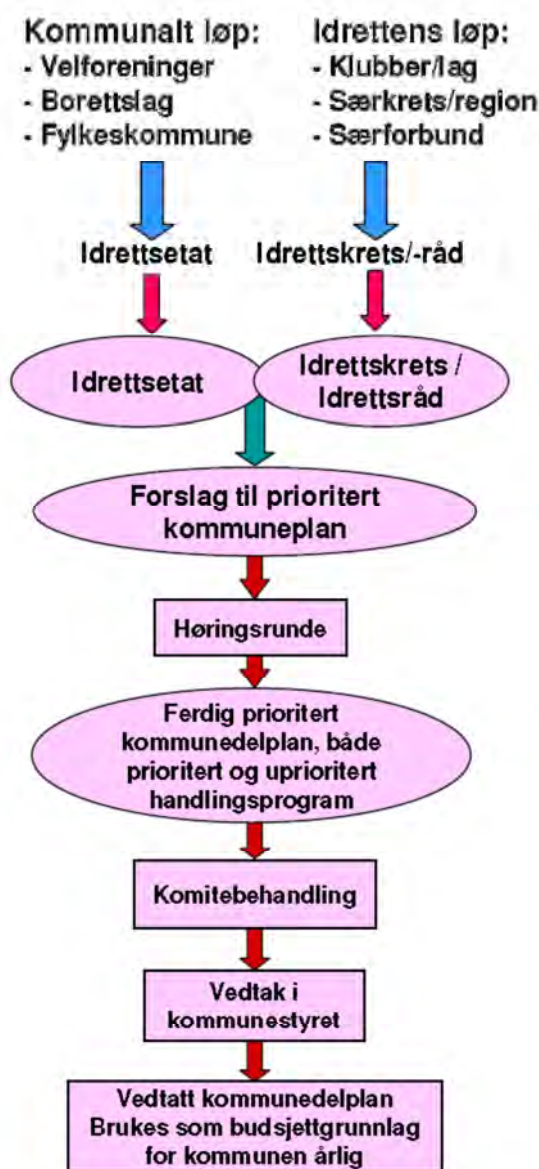 Kommunalt løp:
- Velforeninger
- Borettslag
- Fylkeskommune
Idrettens løp:
- Klubber/lag
- Særkrets/region
- Særforbund
Idrettsetat
Idrettskrets/-råd
Idrettsetat
Idrettskrets /
Idrettsråd
Forslag til prioritert
kommuneplan
Høringsrunde
Ferdig prioritert
kommunedelplan, både
prioritert og uprioritert
handlingsprogram
Komitebehandling
Vedtak i
kommunestyret
Vedtatt kommunedelplan
Brukes som budsjettgrunnlag
for kommunen årlig